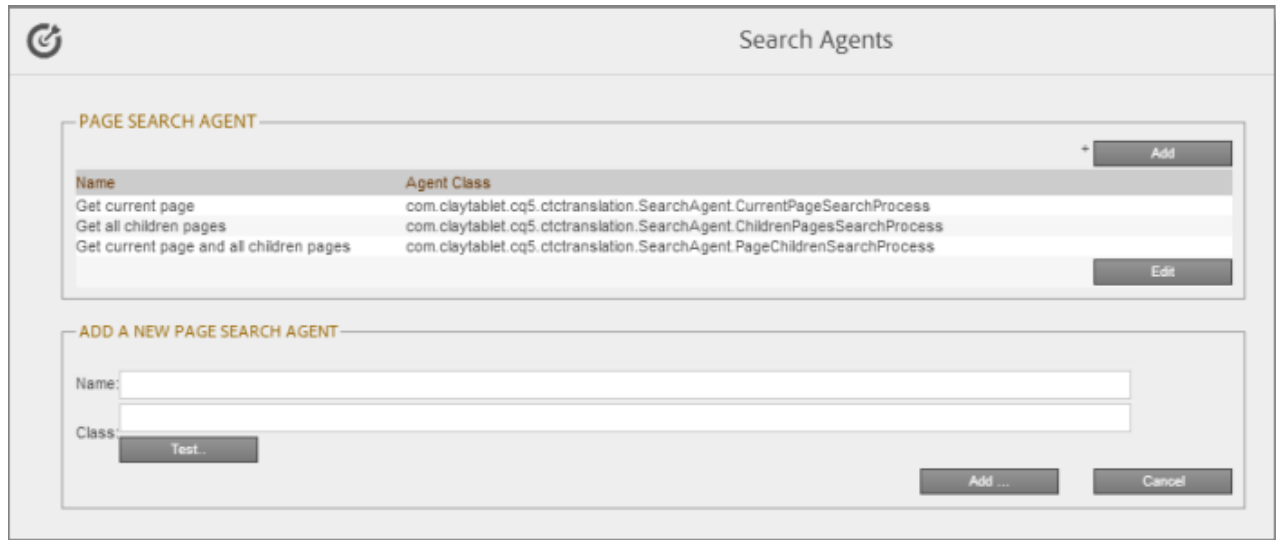 Search Agents
PAGE SEARCH AGENT
+ Add
Name Agent Class
Get current page com.claytablet.cq5.ctctranslation.SearchAgent.CurrentPageSearchProcess
Get all children pages com.claytablet.cq5.ctctranslation.SearchAgent.ChildrenPagesSearchProcess
Get current page and all children pages com.claytablet.cq5.ctctranslation.SearchAgent.PageChildrenSearchProcess
Edit
ADD A NEW PAGE SEARCH AGENT
Name:
Class:
Test..
Add ... Cancel